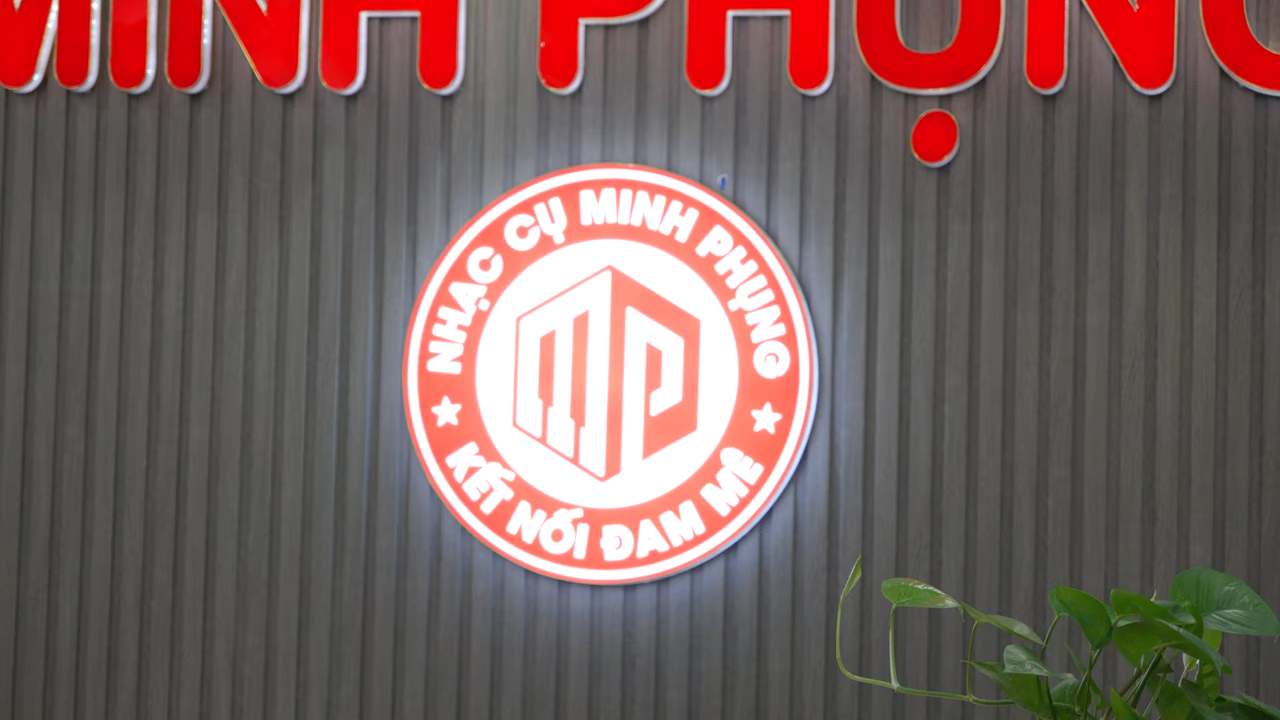 MINH PHỤNG
NHẠC CỤ MINH PHỤNG
MP
KẾT NỐI ĐAM MÊ